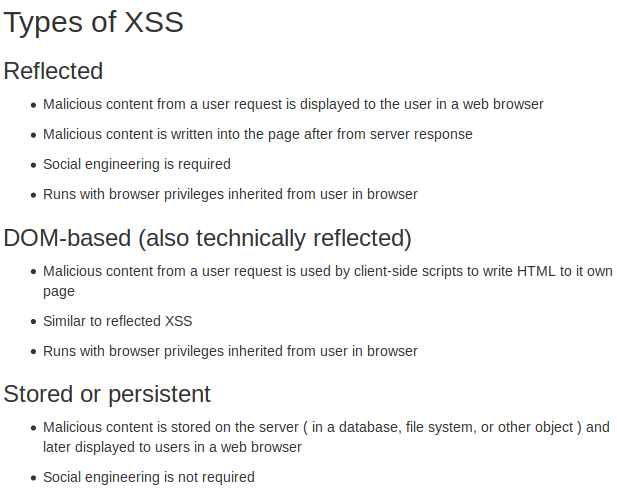 Types of XSS
Reflected
• Malicious content from a user request is displayed to the user in a web browser
• Malicious content is written into the page after from server response
• Social engineering is required
• Runs with browser privileges inherited from user in browser
DOM-based (also technically reflected)
• Malicious content from a user request is used by client-side scripts to write HTML to it own
page
• Similar to reflected XSS
• Runs with browser privileges inherited from user in browser
Stored or persistent
• Malicious content is stored on the server ( in a database, file system, or other object ) and
later displayed to users in a web browser
• Social engineering is not required